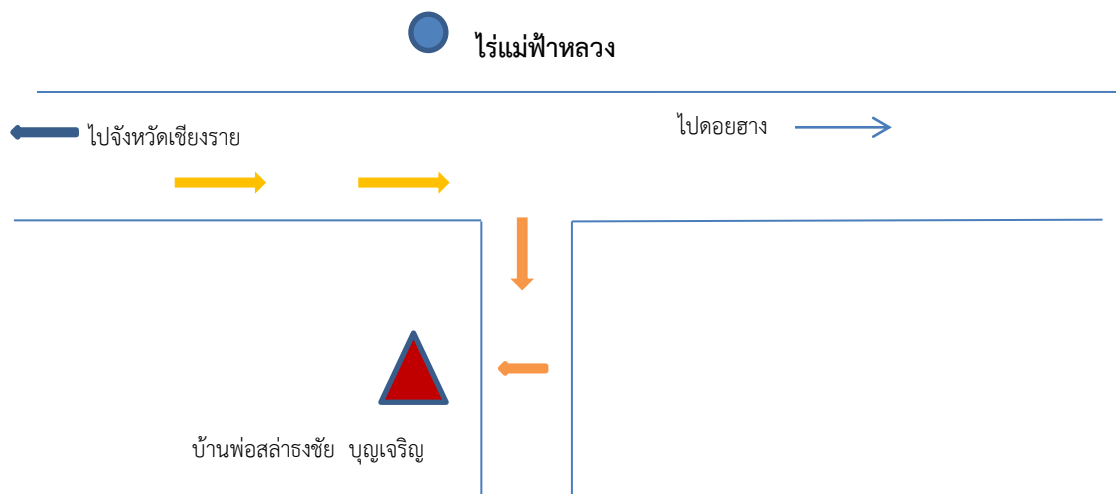 ไร่แม่ฟ้าหลวง
ไปจังหวัดเชียงราย
ไปดอยฮาง
บ้านพ่อสล่าธงชัย บุญเจริญ